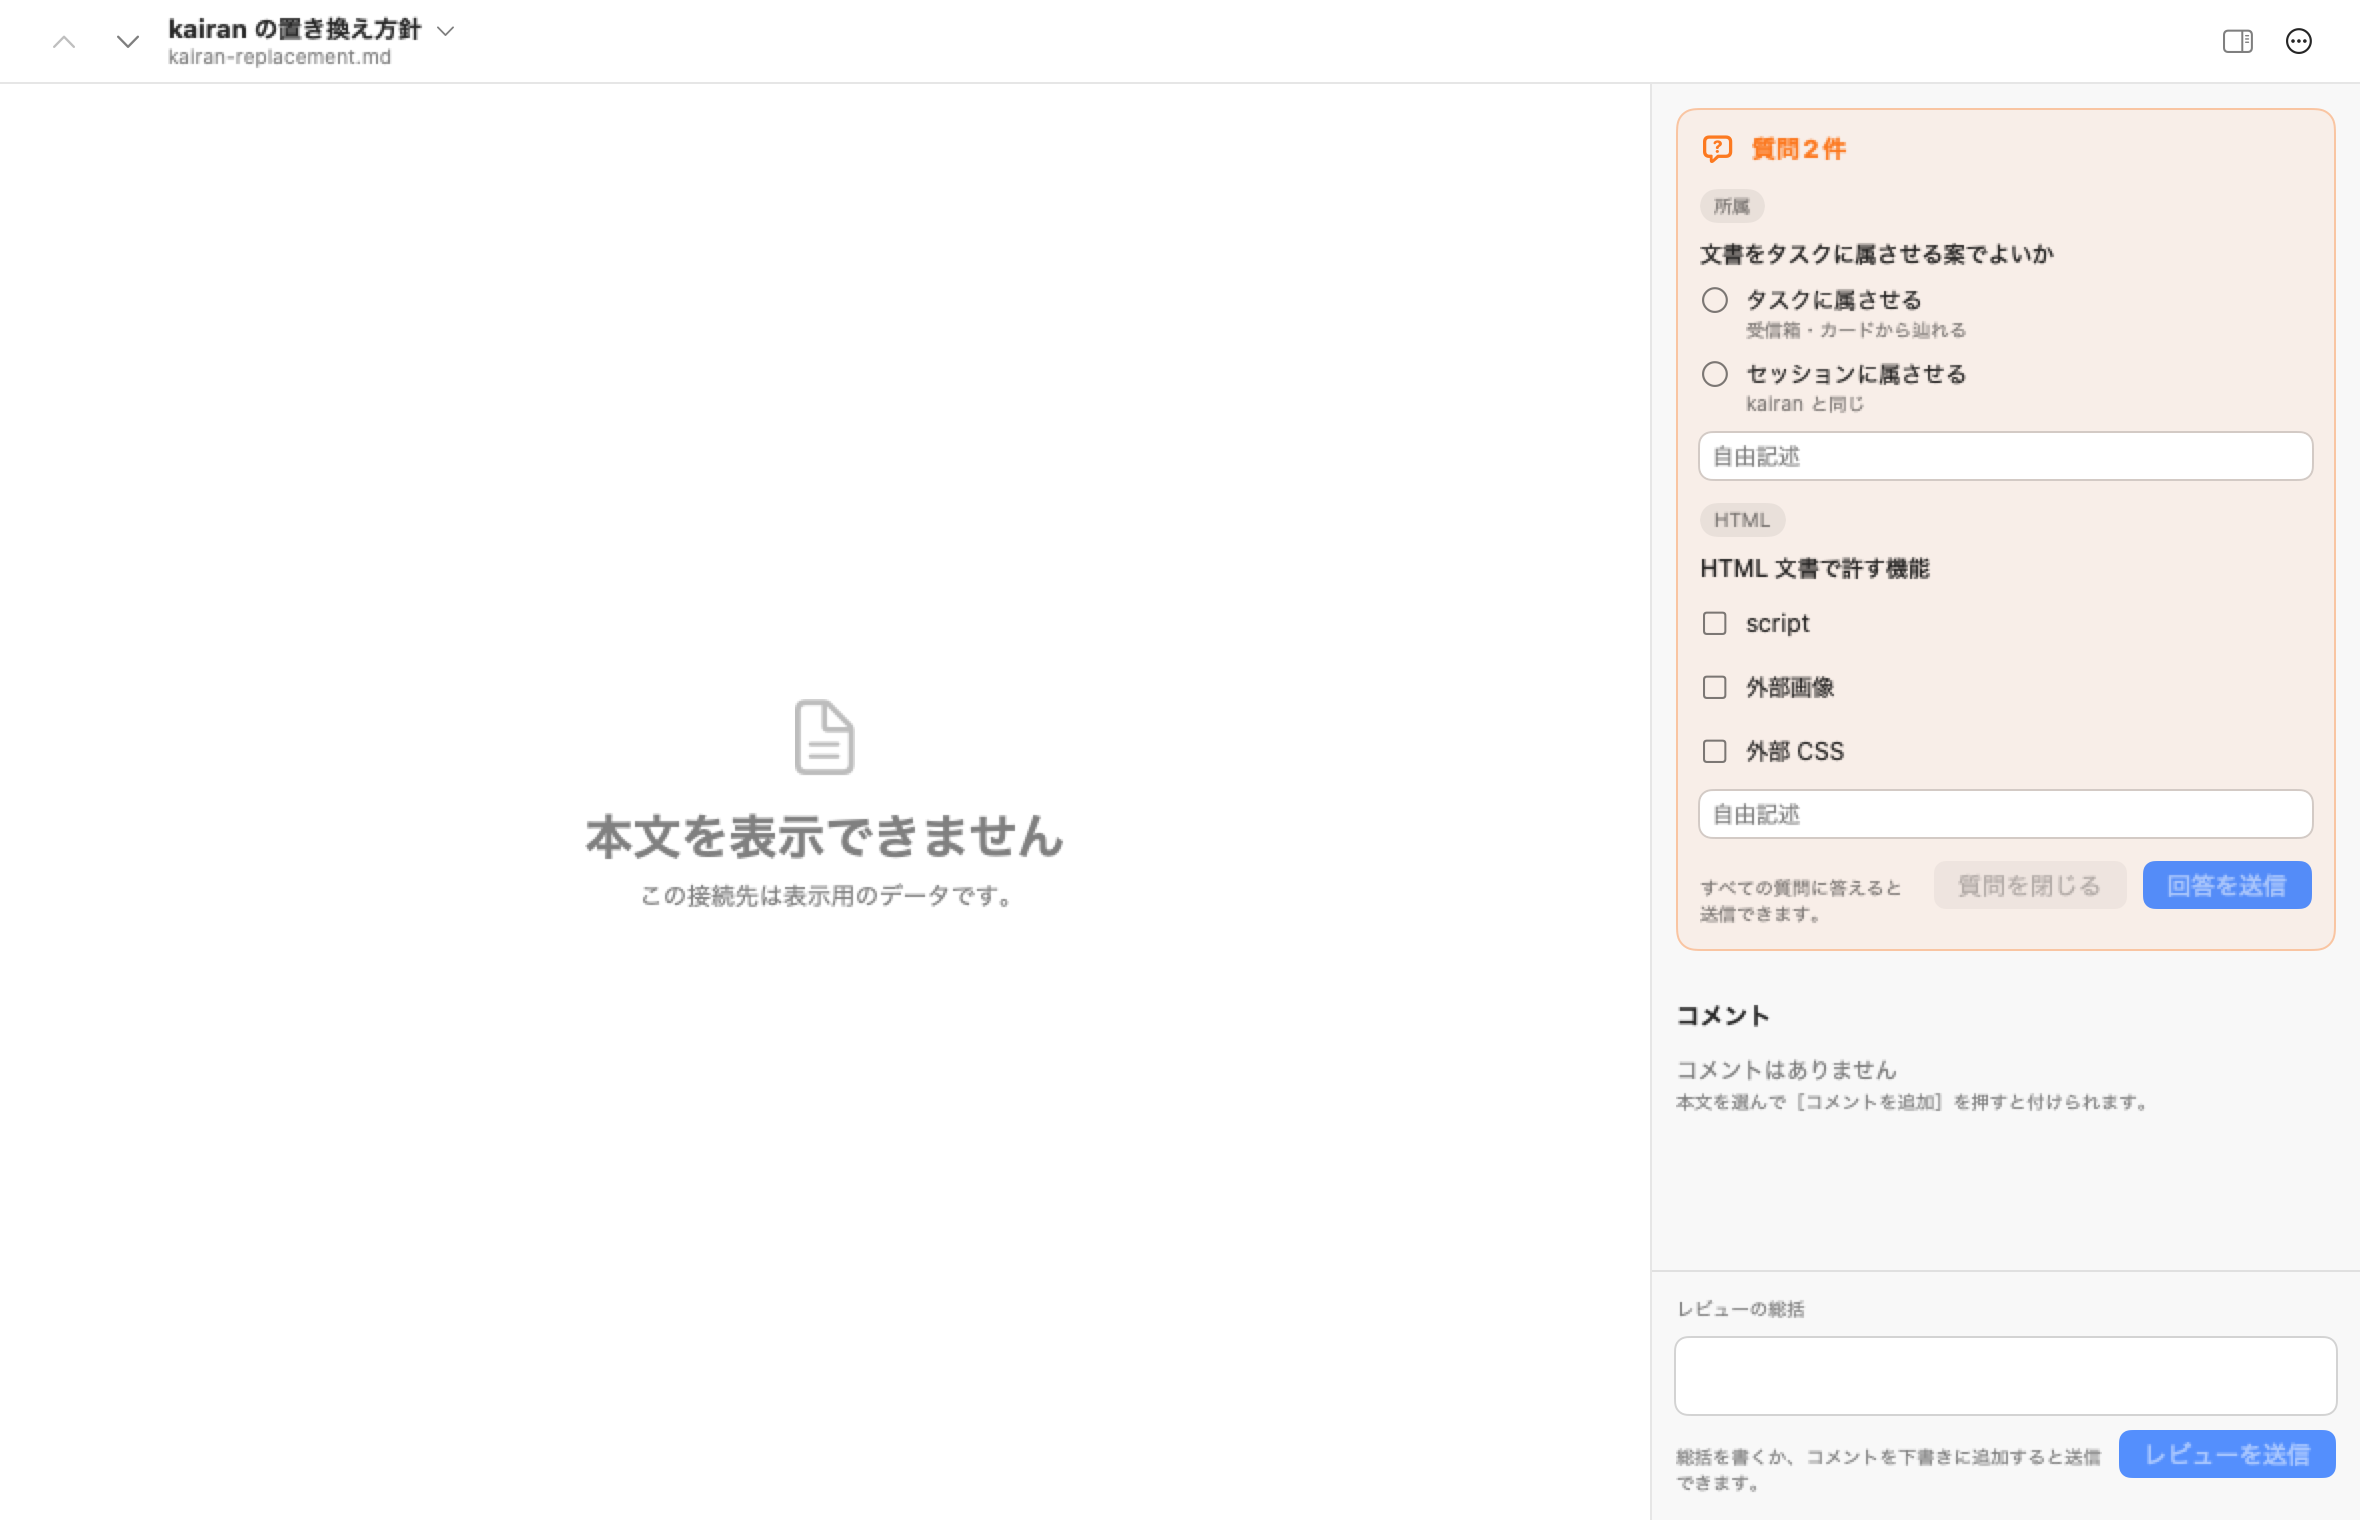 kairan の置き換え方針
kairan-replacement.md
質問2件
所属
文書をタスクに属させる案でよいか
タスクに属させる
受信箱・カードから辿れる
セッションに属させる
kairan と同じ
自由記述
HTML
HTML 文書で許す機能
script
外部画像
外部 CSS
自由記述
すべての質問に答えると
送信できます。
質問を閉じる
回答を送信
本文を表示できません
この接続先は表示用のデータです。
コメント
コメントはありません
本文を選んで［コメントを追加］を押すと付けられます。
レビューの総括
総括を書くか、コメントを下書きに追加すると送信
できます。
レビューを送信